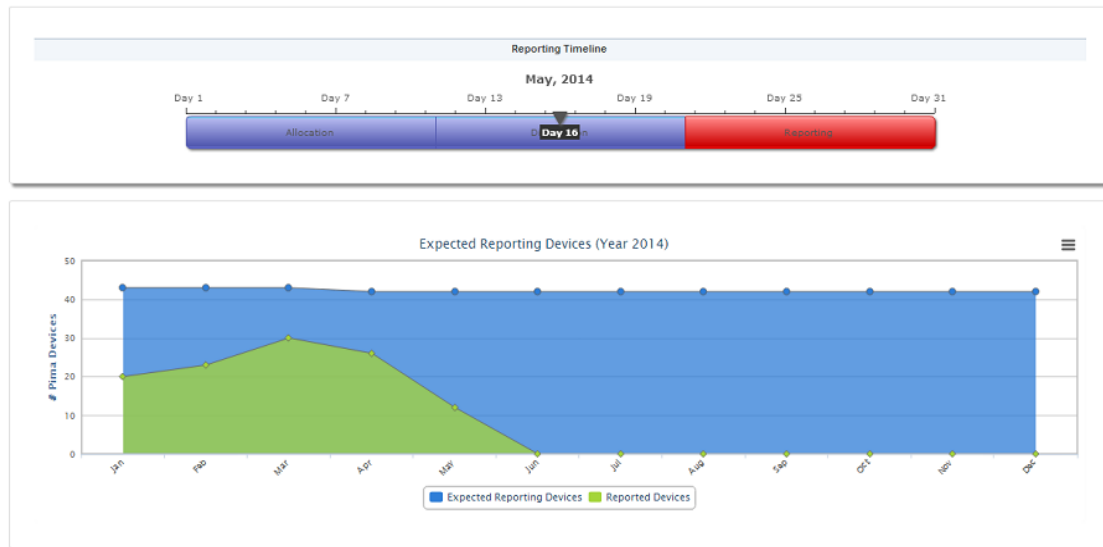 Reporting Timeline
May, 2014
Day 1 Day 7 Day 13 Day 19 Day 25 Day 31
Allocation Day 16 Reporting
Expected Reporting Devices (Year 2014)
# Pima Devices
50
40
30
20
10
0
Jan Feb Mar Apr May Jun Jul Aug Sep Oct Nov Dec
Expected Reporting Devices Reported Devices